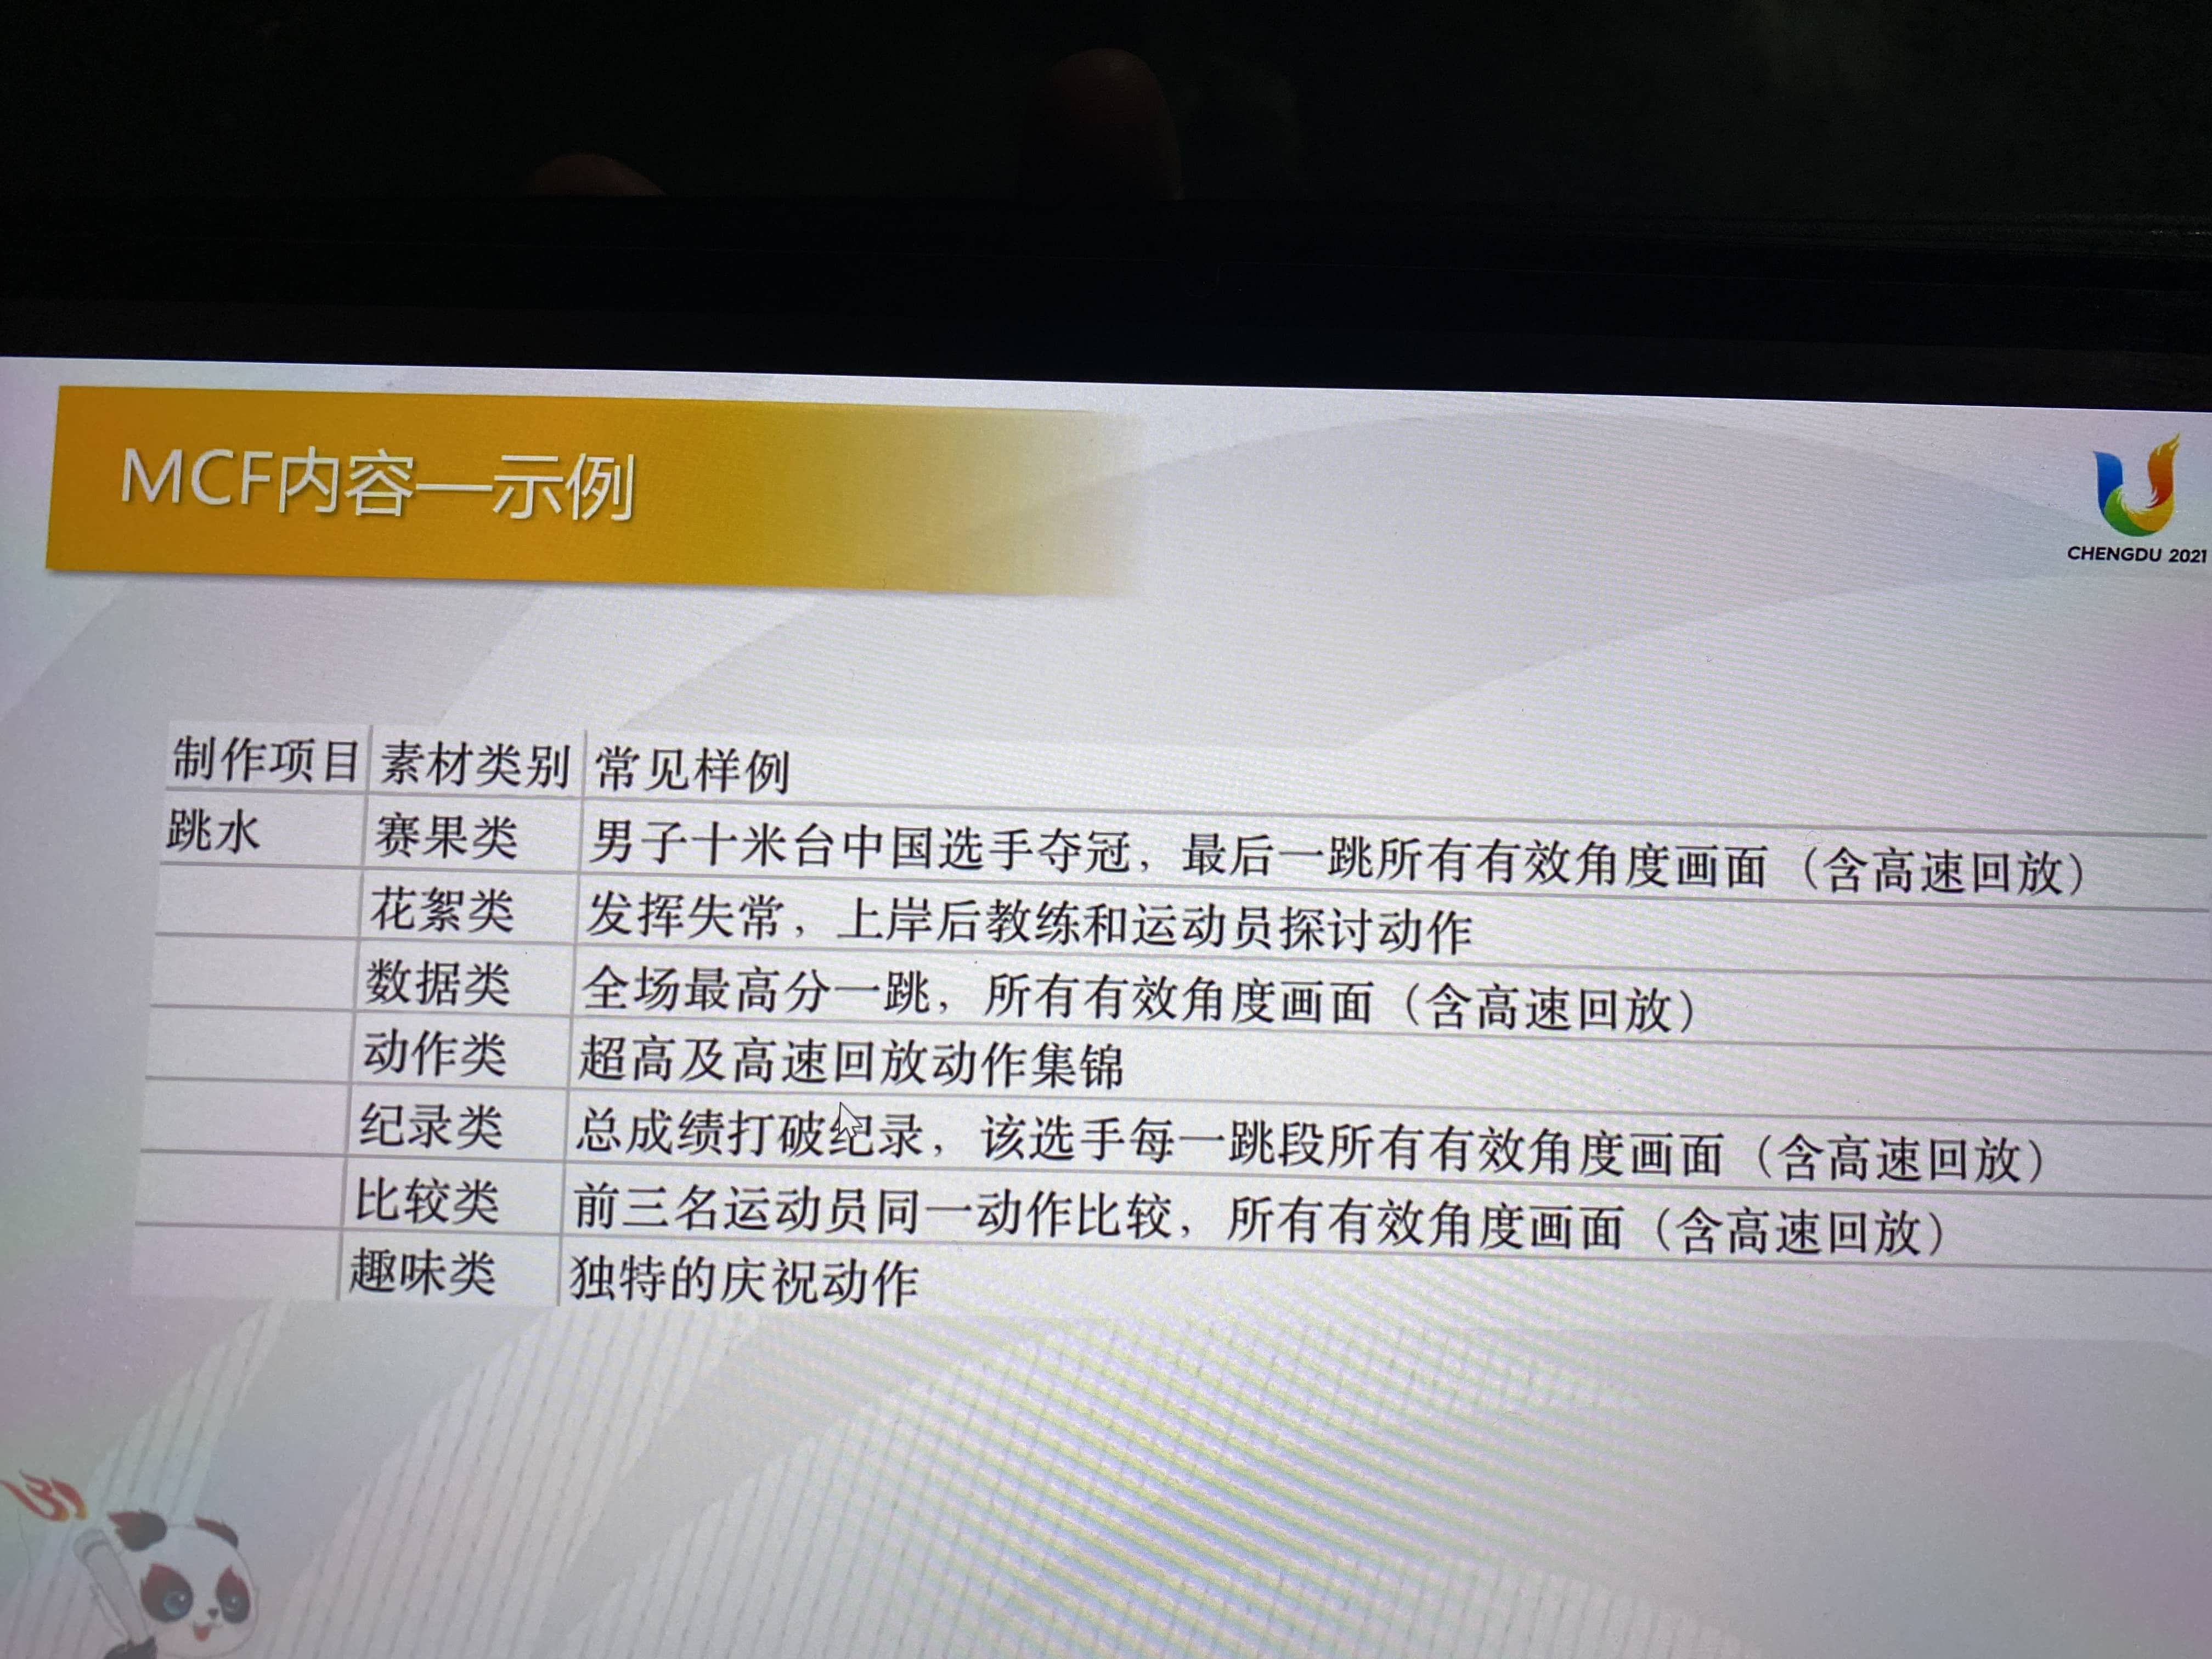 MCF内容—示例
CHENGDU 2021
制作项目 素材类别 常见样例
跳水 赛果类 男子十米台中国选手夺冠，最后一跳所有有效角度画面（含高速回放）
花絮类 发挥失常，上岸后教练和运动员探讨动作
数据类 全场最高分一跳，所有有效角度画面（含高速回放）
动作类 超高及高速回放动作集锦
纪录类 总成绩打破纪录，该选手每一跳段所有有效角度画面（含高速回放）
比较类 前三名运动员同一动作比较，所有有效角度画面（含高速回放）
趣味类 独特的庆祝动作